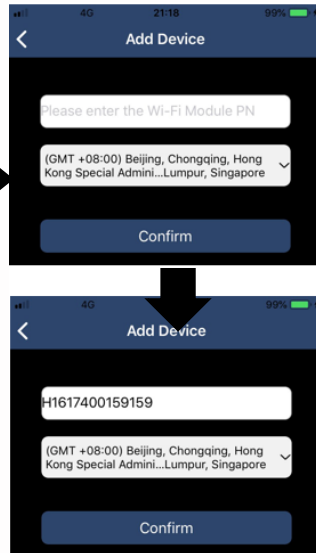 4G 21:18 99%
Add Device
Please enter the Wi-Fi Module PN
(GMT +08:00) Beijing, Chongqing, Hong
Kong Special Admini...Lumpur, Singapore
Confirm
4G 99%
Add Device
H1617400159159
(GMT +08:00) Beijing, Chongqing, Hong
Kong Special Admini...Lumpur, Singapore
Confirm